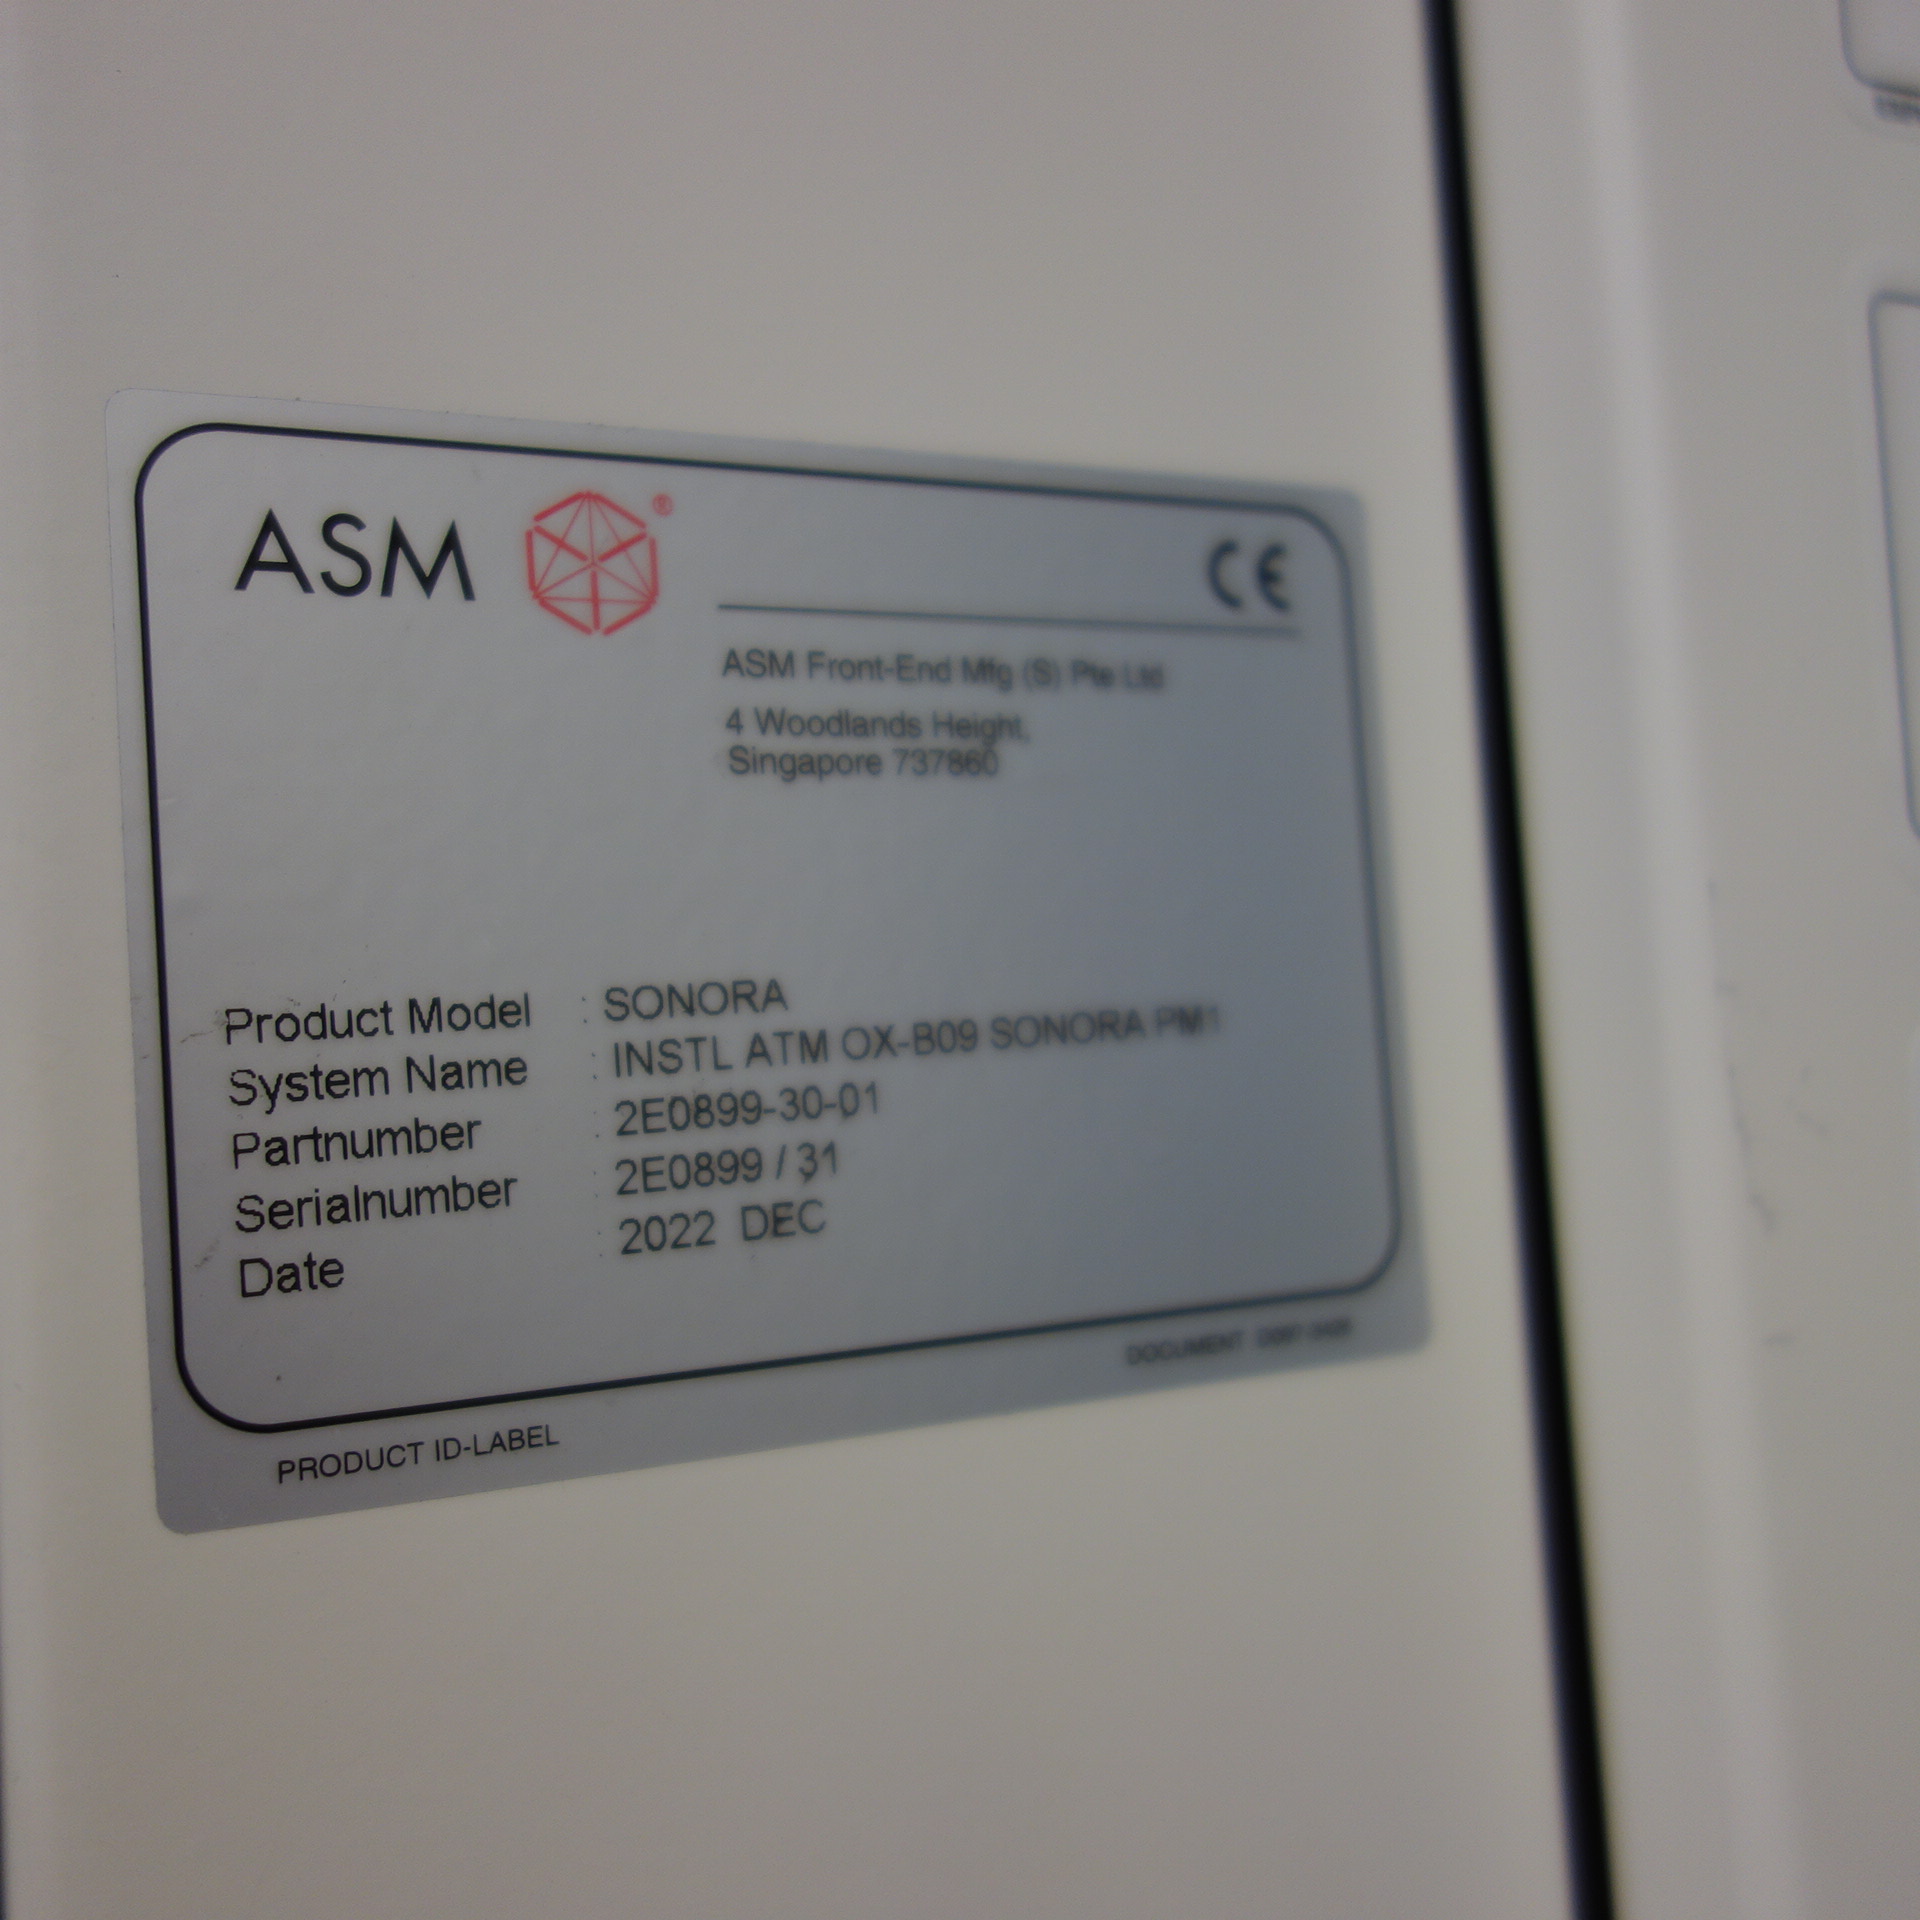 ASM ®
CE
ASM Front-End Mfg (S) Pte Ltd
4 Woodlands Height,
Singapore 737860
Product Model : SONORA
System Name : INSTL ATM OX-B09 SONORA PM1
Partnumber : 2E0899-30-01
Serialnumber : 2E0899 / 31
Date : 2022 DEC
PRODUCT ID-LABEL
DOCUMENT